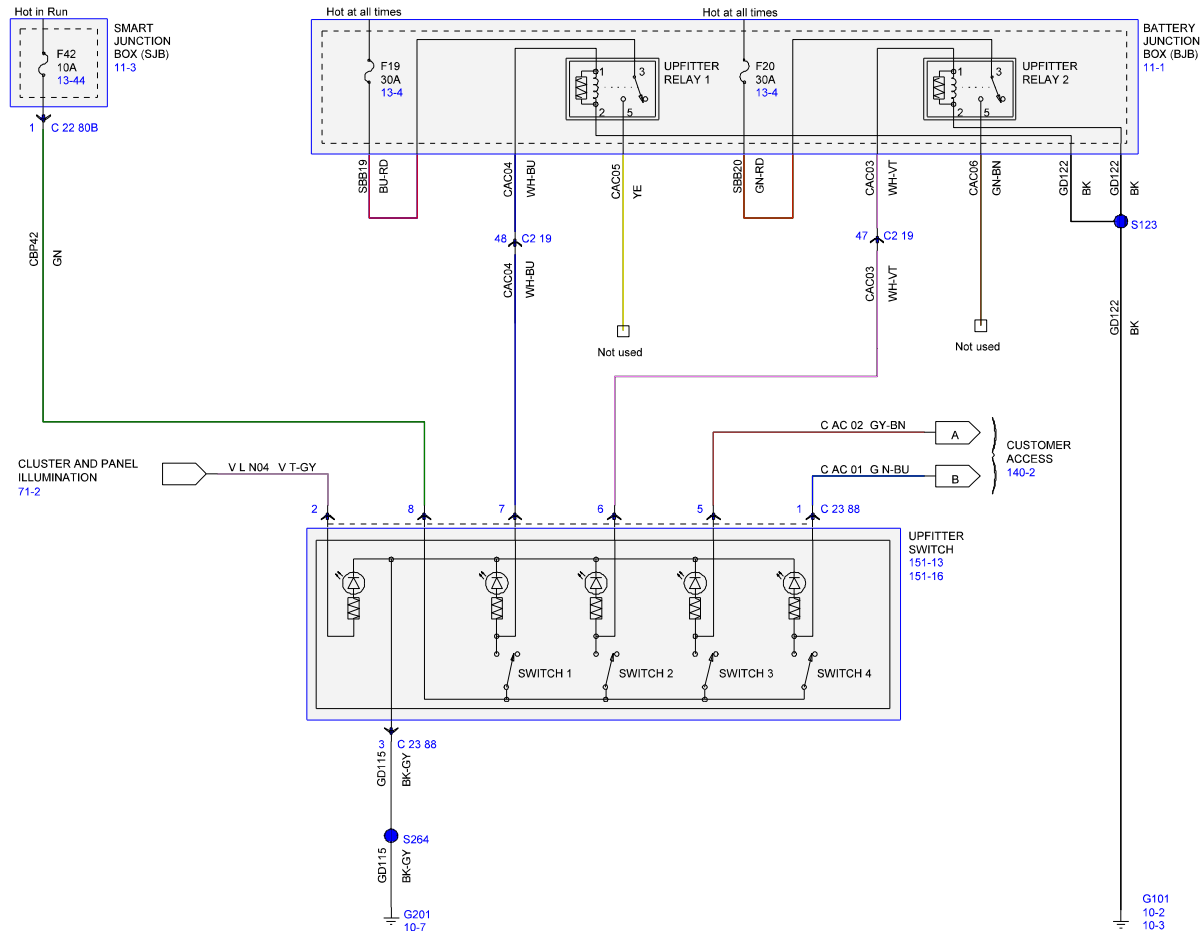 Hot in Run
SMART
JUNCTION
BOX (SJB)
11-3
F42
10A
13-44
1 C 22 80B
CBP42
GN
Hot at all times
Hot at all times
BATTERY
JUNCTION
BOX (BJB)
11-1
F19
30A
13-4
1
3
2
5
UPFITTER
RELAY 1
F20
30A
13-4
1
3
2
5
UPFITTER
RELAY 2
SBB19
BU-RD
CAC04
WH-BU
CAC05
YE
SBB20
GN-RD
CAC03
WH-VT
CAC06
GN-BN
GD122
BK
GD122
BK
S123
48 C2 19
47 C2 19
CAC04
WH-BU
CAC03
WH-VT
GD122
BK
Not used
Not used
C AC 02 GY-BN
A
C AC 01 G N-BU
B
CUSTOMER
ACCESS
140-2
CLUSTER AND PANEL
ILLUMINATION
71-2
V L N04 V T-GY
2
8
7
6
5
1 C 23 88
UPFITTER
SWITCH
151-13
151-16
SWITCH 1
SWITCH 2
SWITCH 3
SWITCH 4
3 C 23 88
GD115
BK-GY
S264
GD115
BK-GY
G201
10-7
G101
10-2
10-3